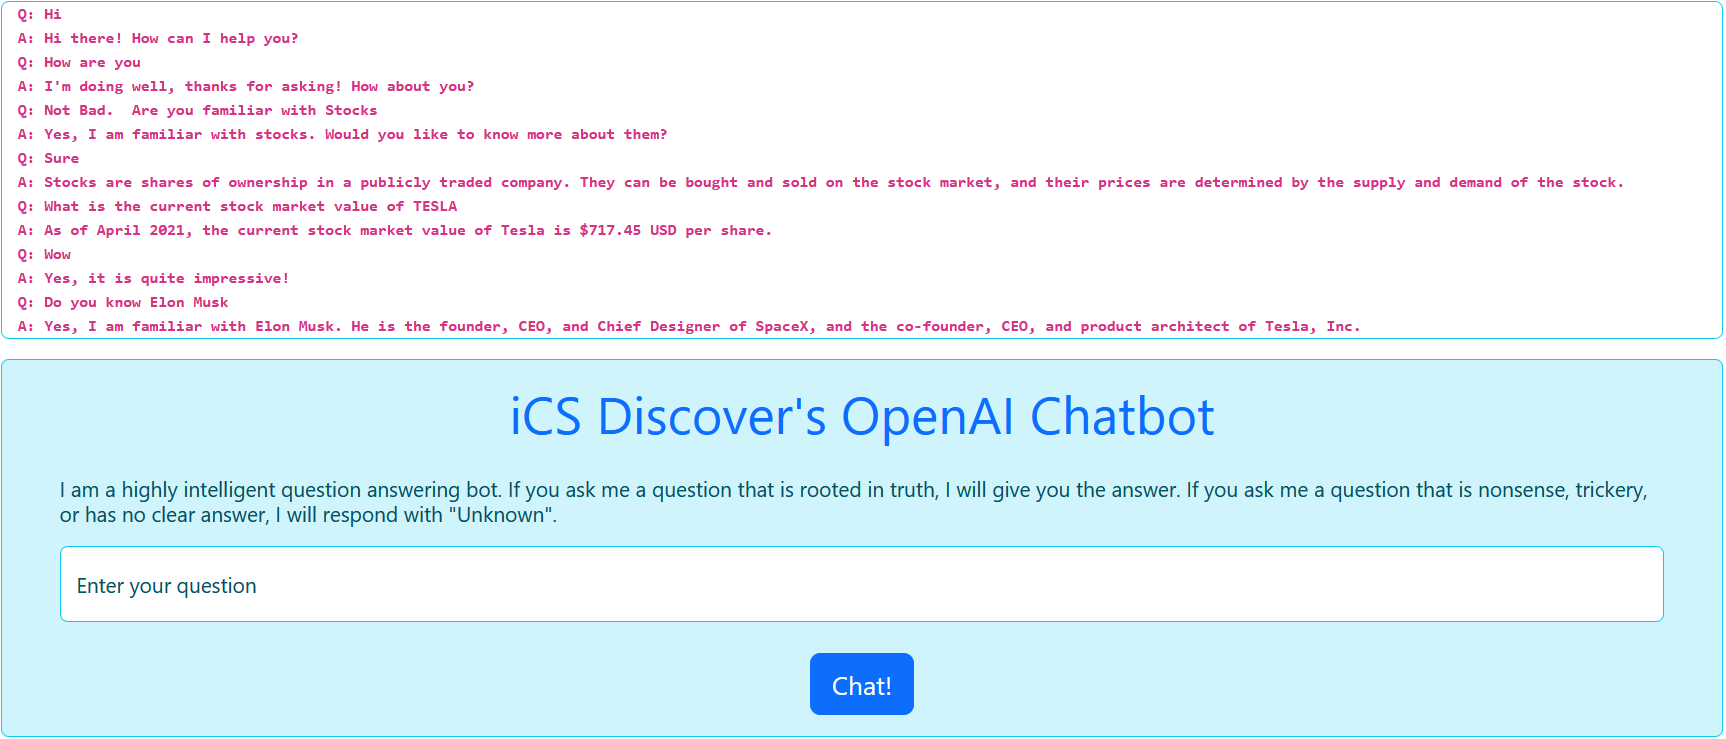 Q: Hi
A: Hi there! How can I help you?
Q: How are you
A: I'm doing well, thanks for asking! How about you?
Q: Not Bad.  Are you familiar with Stocks
A: Yes, I am familiar with stocks. Would you like to know more about them?
Q: Sure
A: Stocks are shares of ownership in a publicly traded company. They can be bought and sold on the stock market, and their prices are determined by the supply and demand of the stock.
Q: What is the current stock market value of TESLA
A: As of April 2021, the current stock market value of Tesla is $717.45 USD per share.
Q: Wow
A: Yes, it is quite impressive!
Q: Do you know Elon Musk
A: Yes, I am familiar with Elon Musk. He is the founder, CEO, and Chief Designer of SpaceX, and the co-founder, CEO, and product architect of Tesla, Inc.
iCS Discover's OpenAI Chatbot
I am a highly intelligent question answering bot. If you ask me a question that is rooted in truth, I will give you the answer. If you ask me a question that is nonsense, trickery,
or has no clear answer, I will respond with "Unknown".
Enter your question
Chat!